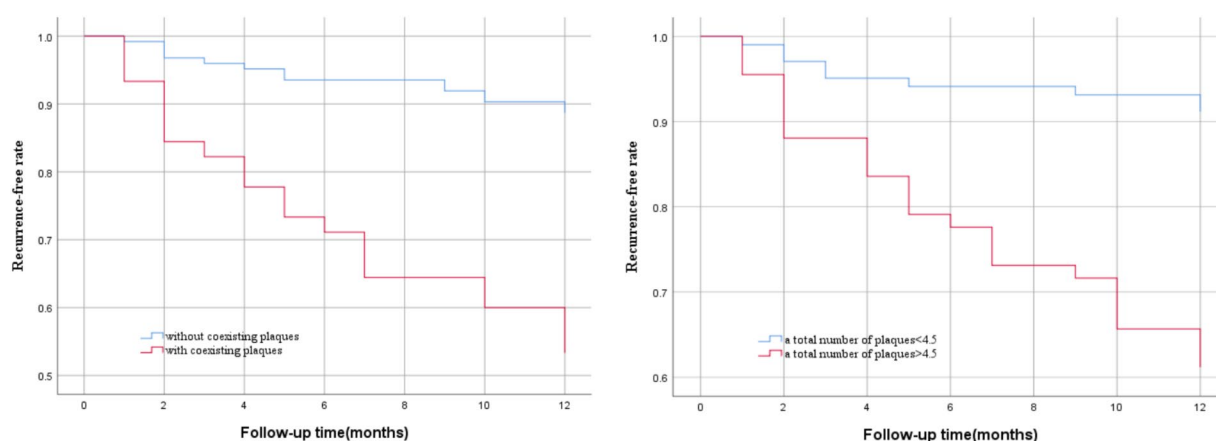 1.0
0.9
0.8
0.7
0.6
0.5
Recurrence-free rate
without coexisting plaques
with coexisting plaques
0 2 4 6 8 10 12
Follow-up time(months)
1.0
0.9
0.8
0.7
0.6
Recurrence-free rate
a total number of plaques<4.5
a total number of plaques>4.5
0 2 4 6 8 10 12
Follow-up time(months)